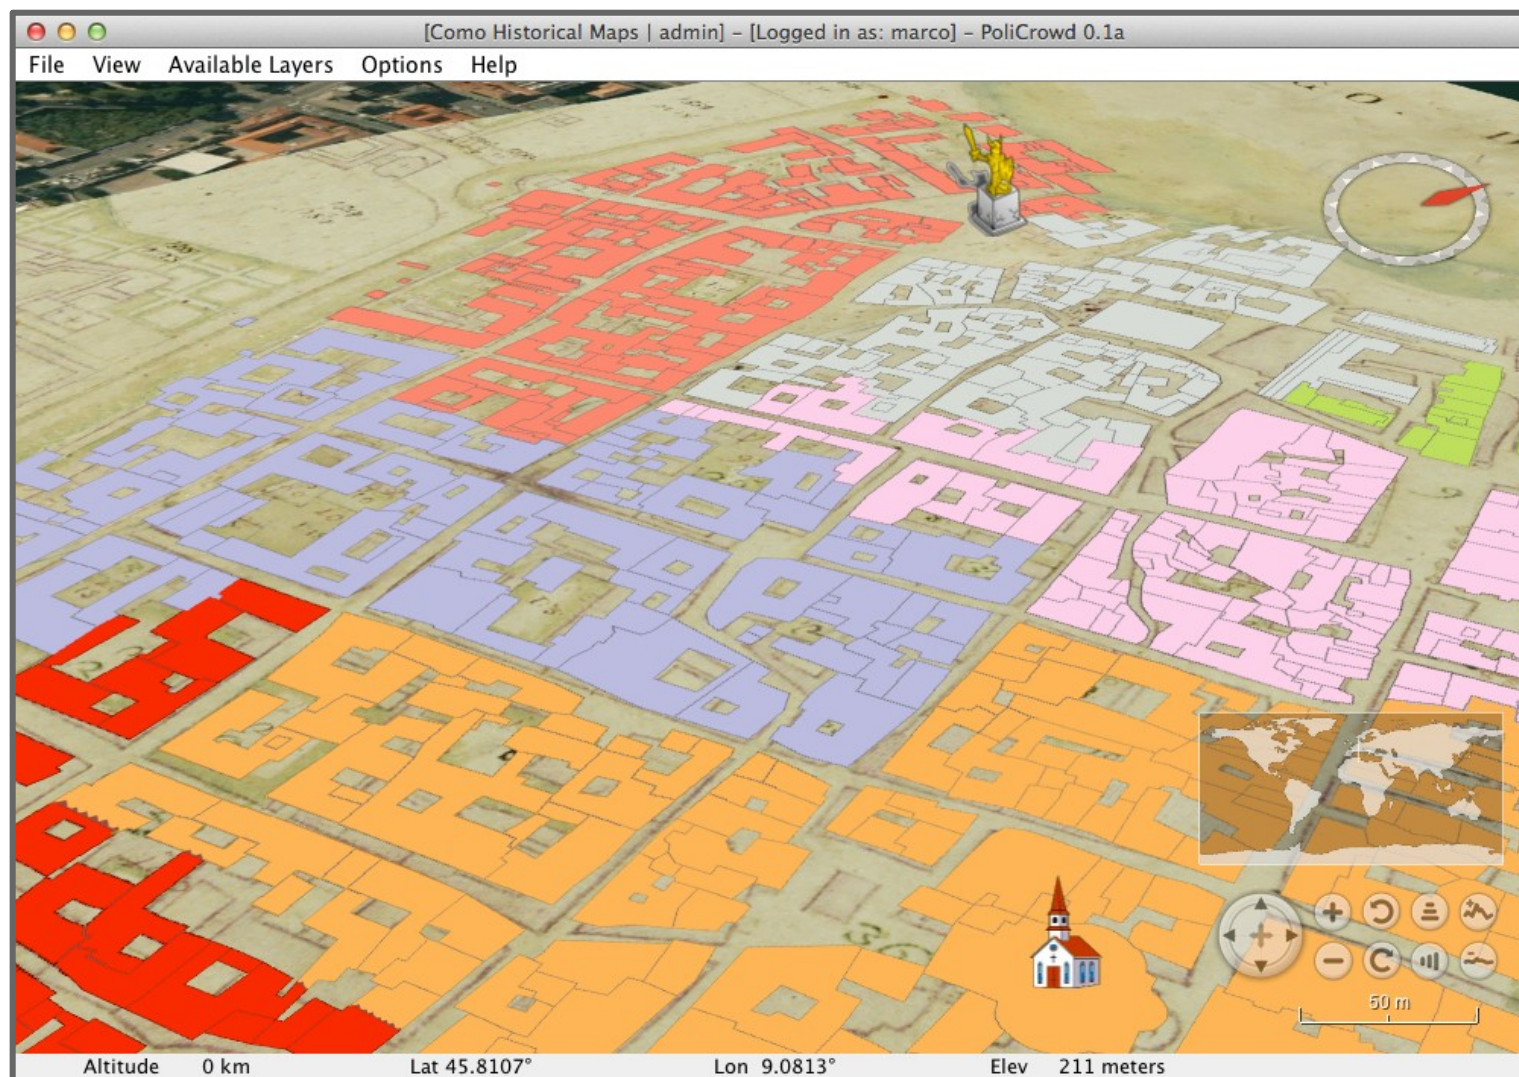 [Como Historical Maps | admin] – [Logged in as: marco] – PoliCrowd 0.1a
File View Available Layers Options Help
50 m
Altitude 0 km Lat 45.8107° Lon 9.0813° Elev 211 meters